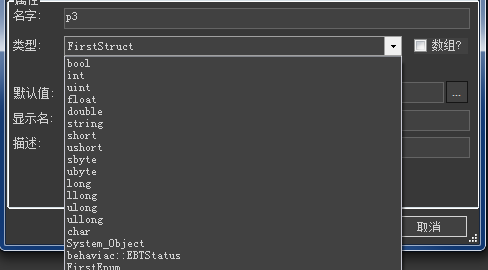 属性
名字: p3
类型: FirstStruct 数组?
bool
int
uint
float
默认值: ...
double
string
显示名:
short
ushort
描述:
sbyte
ubyte
long
llong
ulong
ullong
char 取消
System_Object
behaviac::EBTStatus
FirstEnum